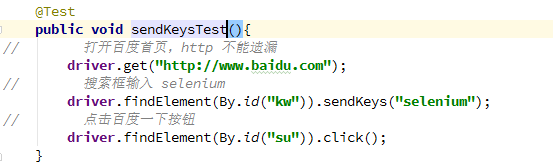 @Test
public void sendKeysTest(){
//        打开百度首页，http 不能遗漏
driver.get("http://www.baidu.com");
//        搜索框输入 selenium
driver.findElement(By.id("kw")).sendKeys("selenium");
//        点击百度一下按钮
driver.findElement(By.id("su")).click();
}